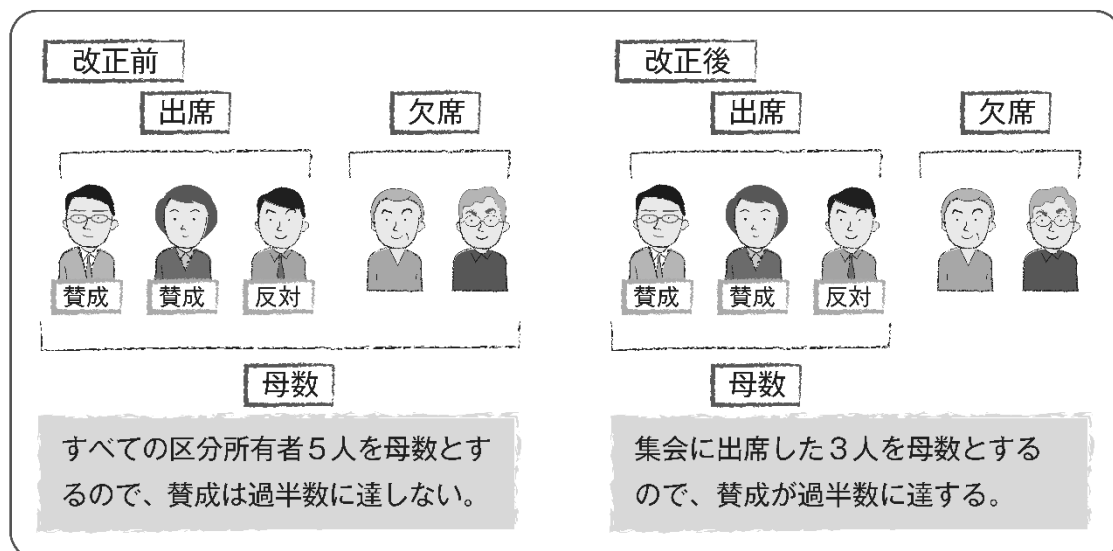 改正前
出席
欠席
賛成
賛成
反対
母数
すべての区分所有者5人を母数とす
るので、賛成は過半数に達しない。
改正後
出席
欠席
賛成
賛成
反対
母数
集会に出席した3人を母数とする
ので、賛成が過半数に達する。